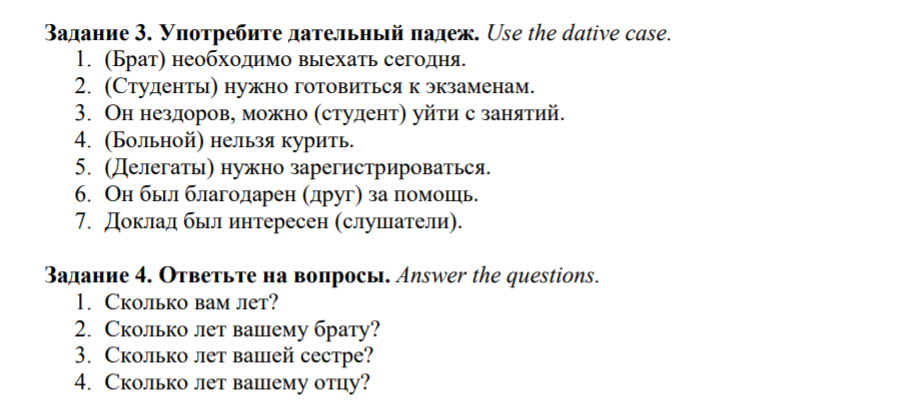 Задание 3. Употребите дательный падеж. Use the dative case.
1. (Брат) необходимо выехать сегодня.
2. (Студенты) нужно готовиться к экзаменам.
3. Он нездоров, можно (студент) уйти с занятий.
4. (Больной) нельзя курить.
5. (Делегаты) нужно зарегистрироваться.
6. Он был благодарен (друг) за помощь.
7. Доклад был интересен (слушатели).
Задание 4. Ответьте на вопросы. Answer the questions.
1. Сколько вам лет?
2. Сколько лет вашему брату?
3. Сколько лет вашей сестре?
4. Сколько лет вашему отцу?